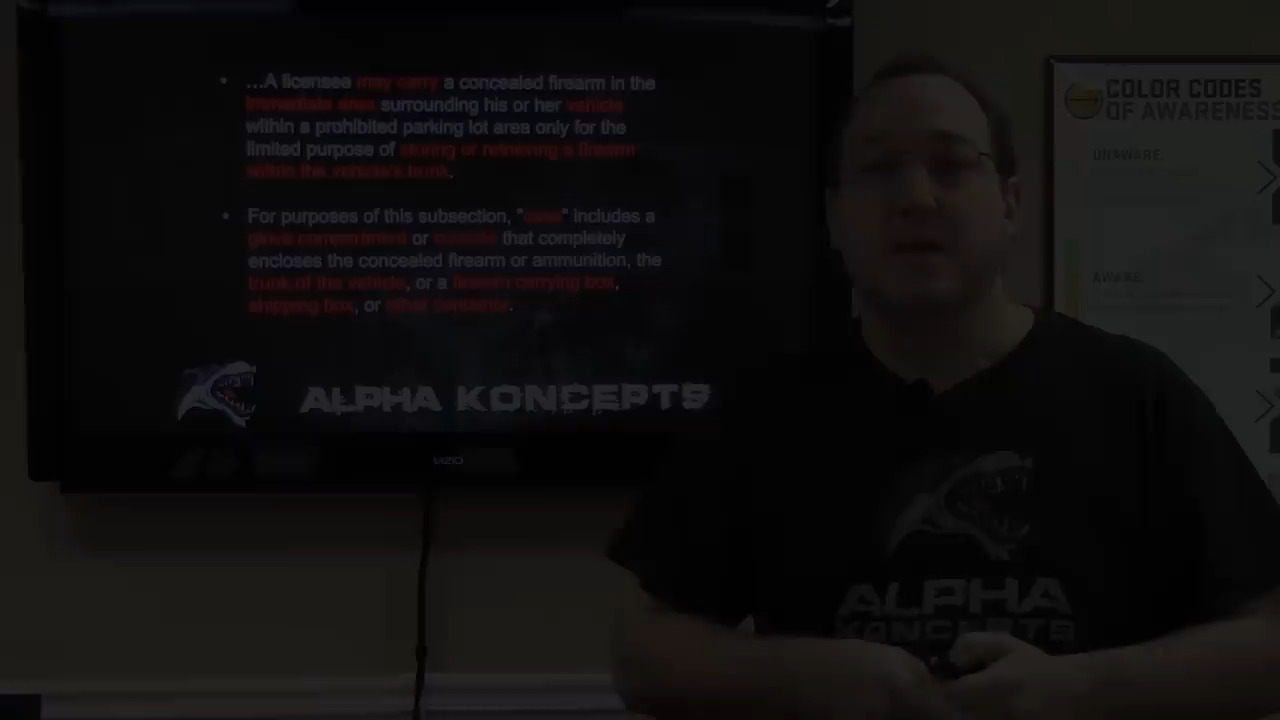 ...A licensee may carry a concealed firearm in the
immediate area surrounding his or her vehicle
within a prohibited parking lot area only for the
limited purpose of storing or retrieving a firearm
within the vehicle's trunk.
For purposes of this subsection, "case" includes a
glove compartment or console that completely
encloses the concealed firearm or ammunition, the
trunk of the vehicle, or a firearm carrying box,
shipping box, or other container.
ALPHA KONCEPTS
VIZIO
COLOR CODES
OF AWARENESS
UNAWARE:
AWARE:
ALPHA
KONCEPTS